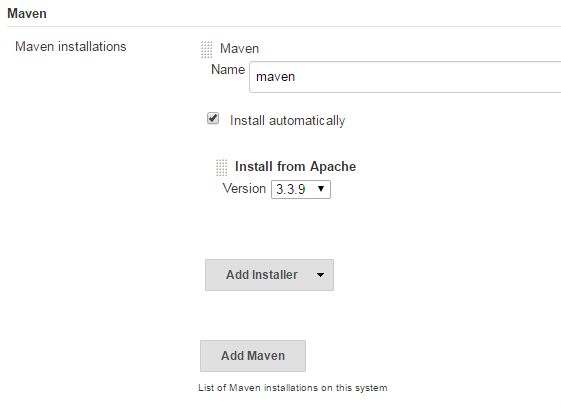 Maven
Maven installations
Maven
Name maven
Install automatically
Install from Apache
Version 3.3.9
Add Installer
Add Maven
List of Maven installations on this system